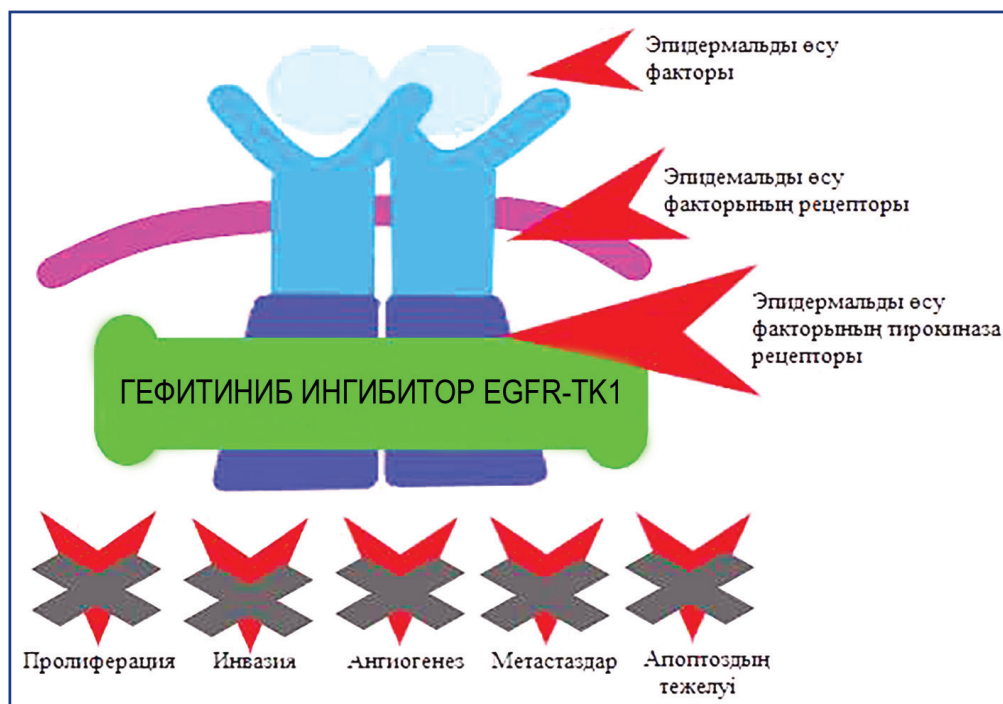 Эпидермальды өсу
факторы
Эпидемальды өсу
факторының рецепторы
Эпидермальды өсу
факторының тирокиназа
рецепторы
ГЕФИТИНИБ ИНГИБИТОР EGFR-TK1
Пролиферация
Инвазия
Ангиогенез
Метастаздар
Апоптоздың
тежелуі